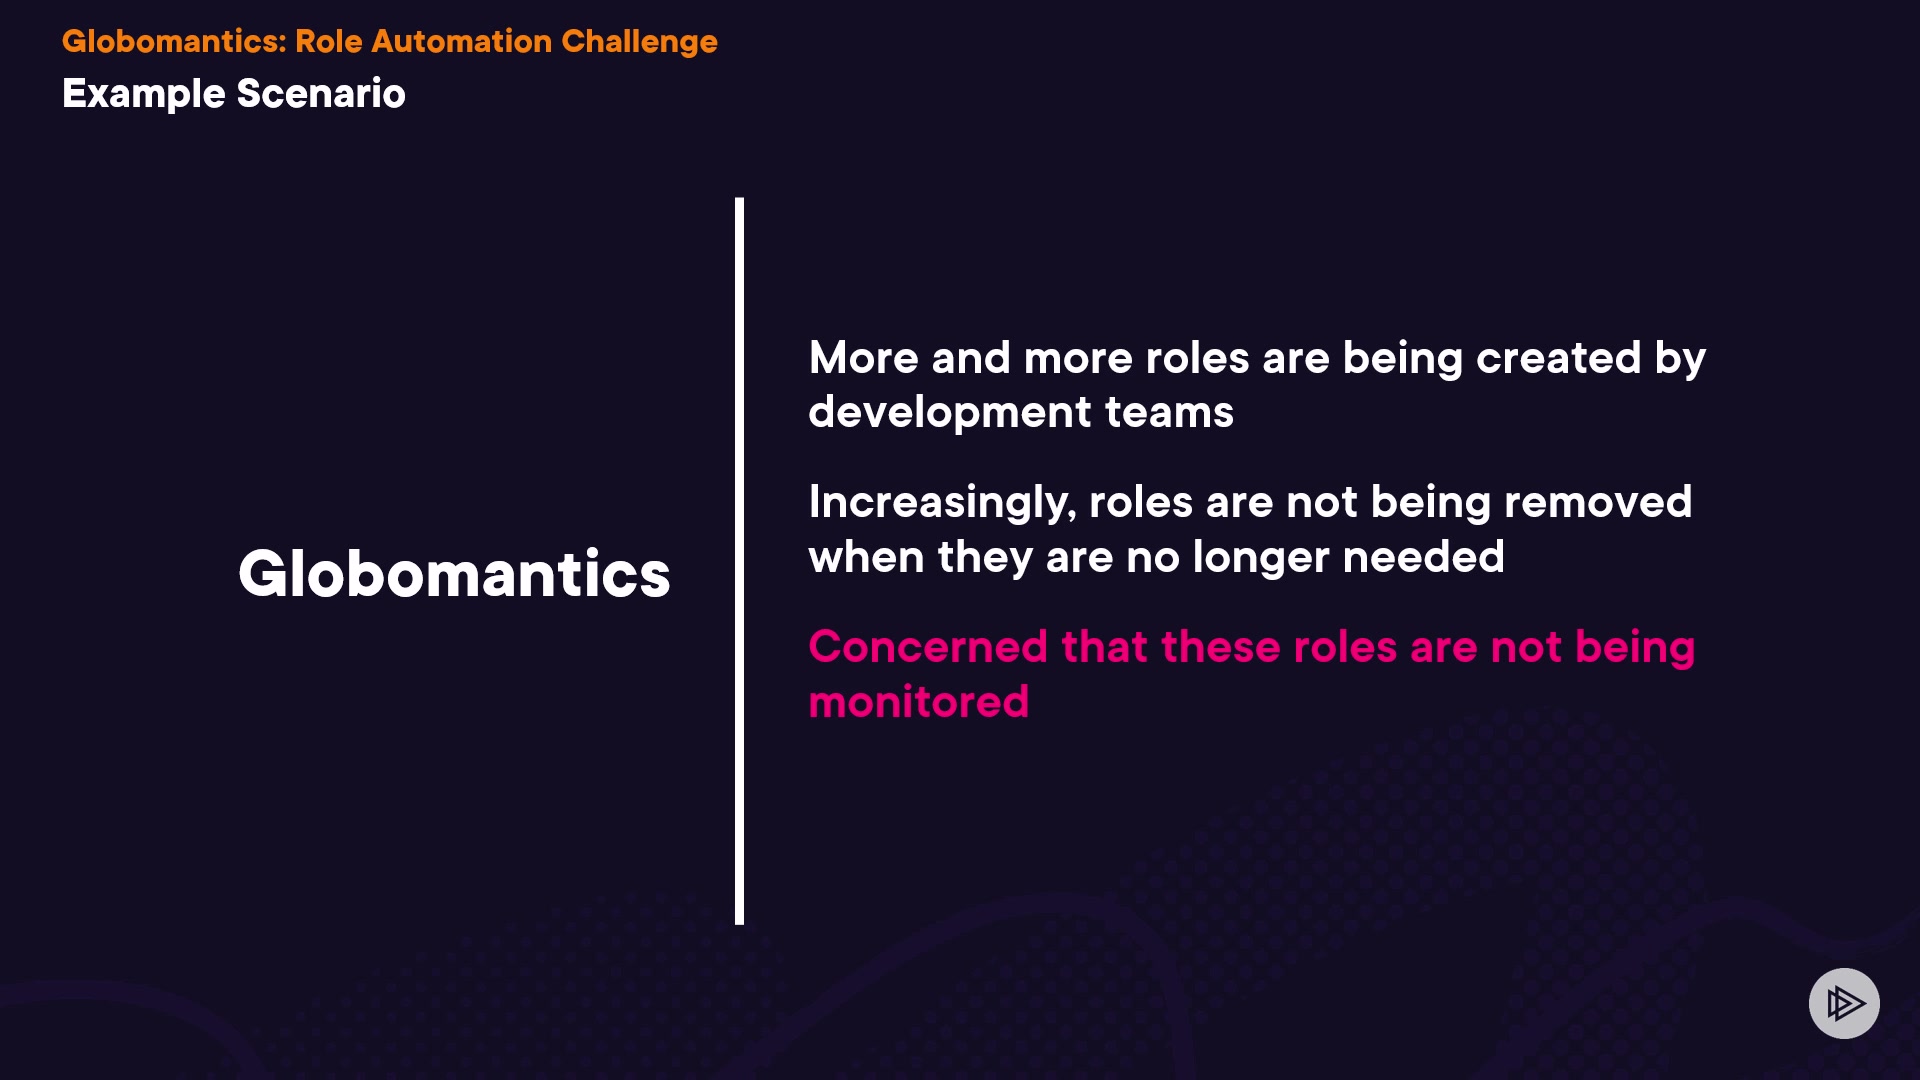 Globomantics: Role Automation Challenge
Example Scenario
Globomantics
More and more roles are being created by
development teams
Increasingly, roles are not being removed
when they are no longer needed
Concerned that these roles are not being
monitored